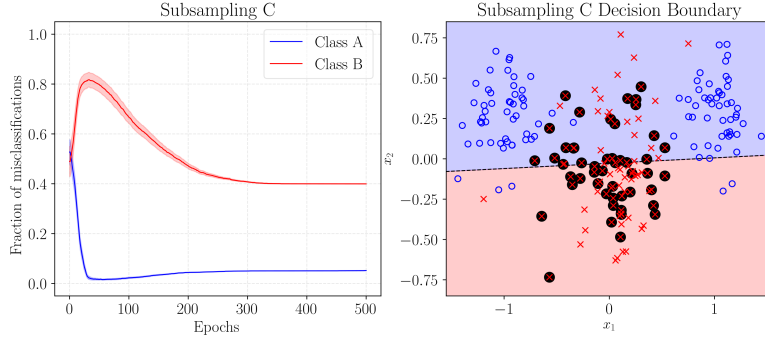 Subsampling C
Fraction of misclassifications
1.0
0.8
0.6
0.4
0.2
0.0
0
100
200
300
400
500
Epochs
Class A
Class B
Subsampling C Decision Boundary
x₂
0.75
0.50
0.25
0.00
−0.25
−0.50
−0.75
−1
0
1
x₁